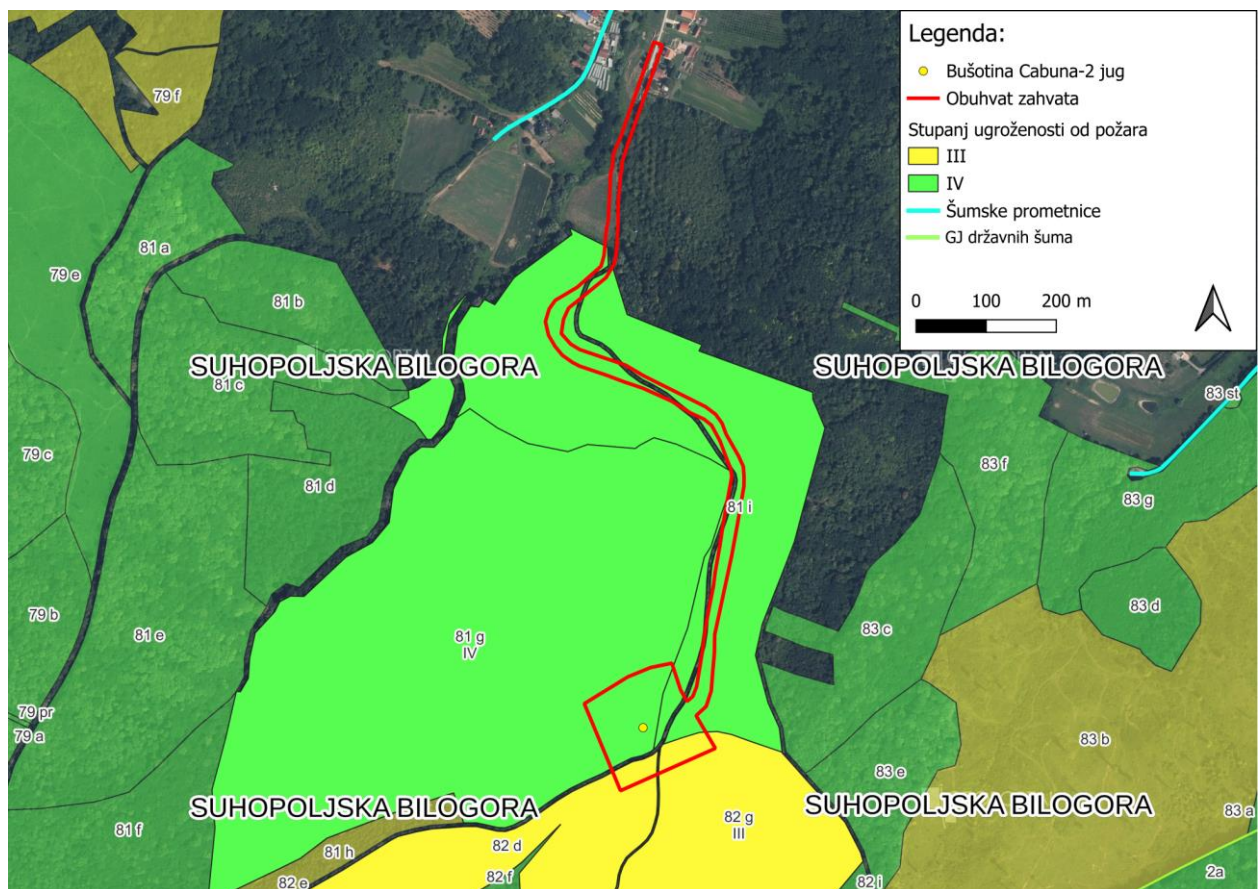 Legenda:
Bušotina Cabuna-2 jug
Obuhvat zahvata
Stupanj ugroženosti od požara
III
IV
Šumske prometnice
GJ državnih šuma
0 100 200 m
79 f
81 a
79 e
81 b
SUHOPOLJSKA BILOGORA
SUHOPOLJSKA BILOGORA
81 c
83 st
79 c
81 d
83 f
83 g
81 i
83 d
79 b
81 e
81 g
IV
83 c
79 pr
79 a
83 b
83 e
SUHOPOLJSKA BILOGORA
SUHOPOLJSKA BILOGORA
81 f
82 g
III
83 a
81 h
82 d
82 f
82 e
82 i
2a